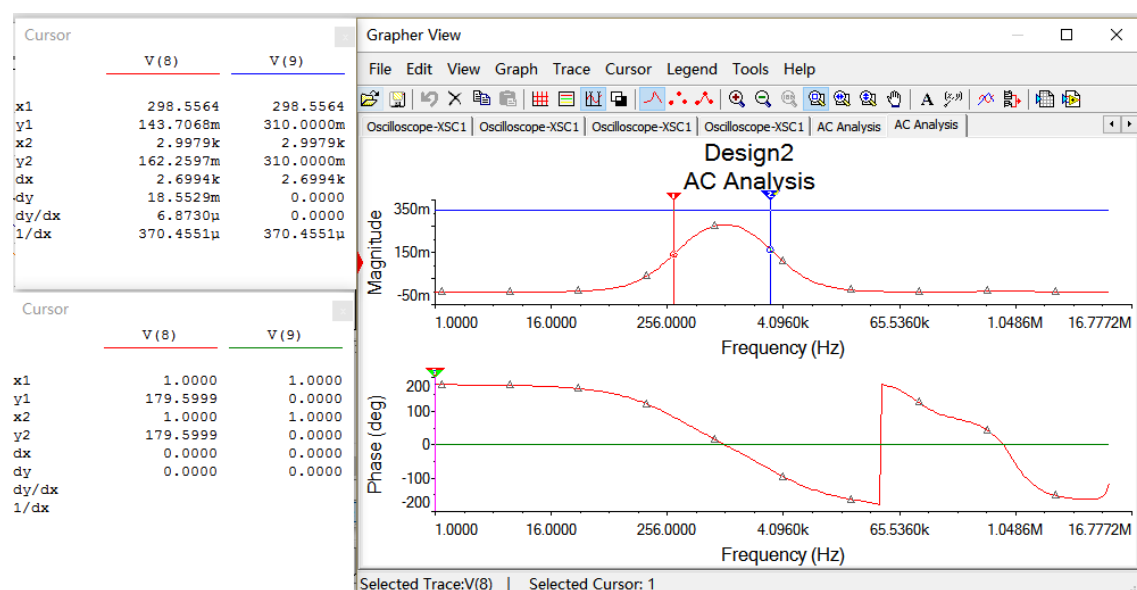 Cursor
V(8) V(9)
x1 298.5564 298.5564
y1 143.7068m 310.0000m
x2 2.9979k 2.9979k
y2 162.2597m 310.0000m
dx 2.6994k 2.6994k
dy 18.5529m 0.0000
dy/dx 6.8730µ 0.0000
1/dx 370.4551µ 370.4551µ
Cursor
V(8) V(9)
x1 1.0000 1.0000
y1 179.5999 0.0000
x2 1.0000 1.0000
y2 179.5999 0.0000
dx 0.0000 0.0000
dy 0.0000 0.0000
dy/dx
1/dx
Grapher View
File Edit View Graph Trace Cursor Legend Tools Help
Oscilloscope-XSC1 Oscilloscope-XSC1 Oscilloscope-XSC1 Oscilloscope-XSC1 AC Analysis AC Analysis
Design2
AC Analysis
Magnitude
350m
150m
-50m
1.0000 16.0000 256.0000 4.0960k 65.5360k 1.0486M 16.7772M
Frequency (Hz)
Phase (deg)
200
100
0
-100
-200
1.0000 16.0000 256.0000 4.0960k 65.5360k 1.0486M 16.7772M
Frequency (Hz)
Selected Trace:V(8) | Selected Cursor: 1